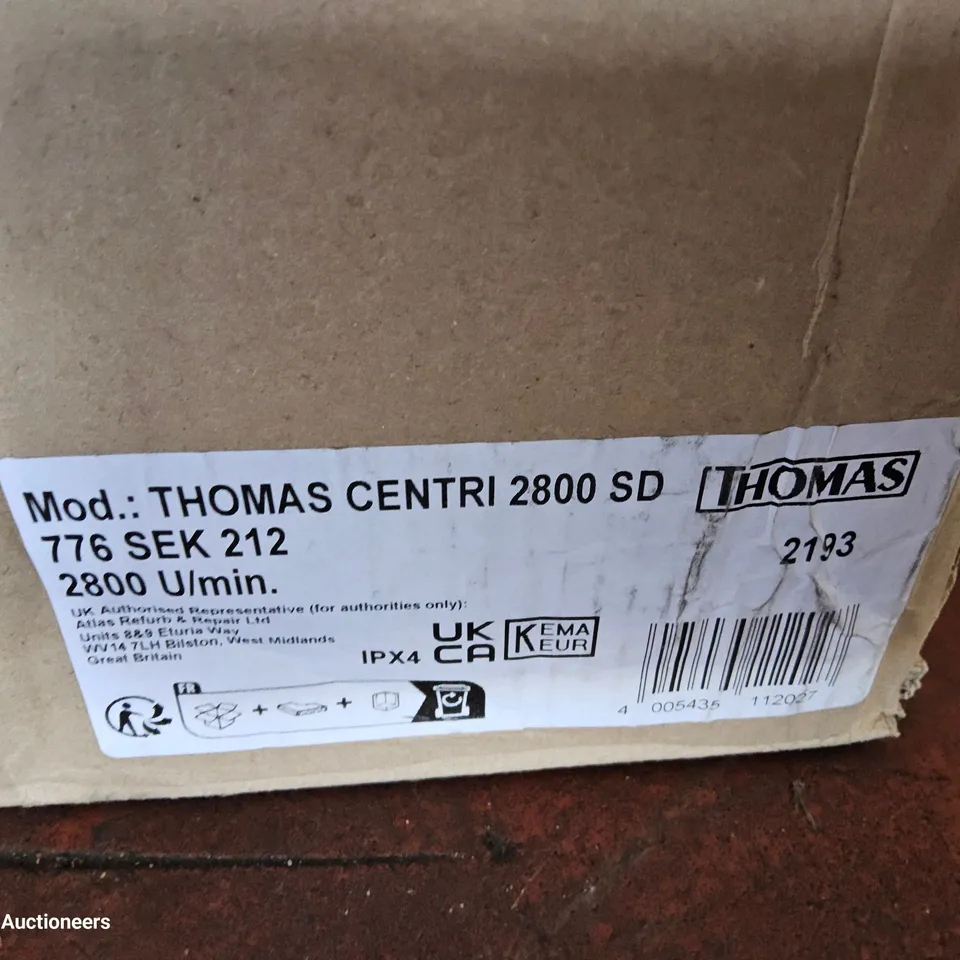 Mod.: THOMAS CENTRI 2800 SD
THOMAS
776 SEK 212
2193
2800 U/min.
UK Authorised Representative (for authorities only):
Atlas Refurb & Repair Ltd
Units 8&9 Eturia Way
WV14 7LH Bilston, West Midlands
Great Britain
IPX4
UK
CA
KEMA
KEUR
FR
4 005435 112027
Auctioneers